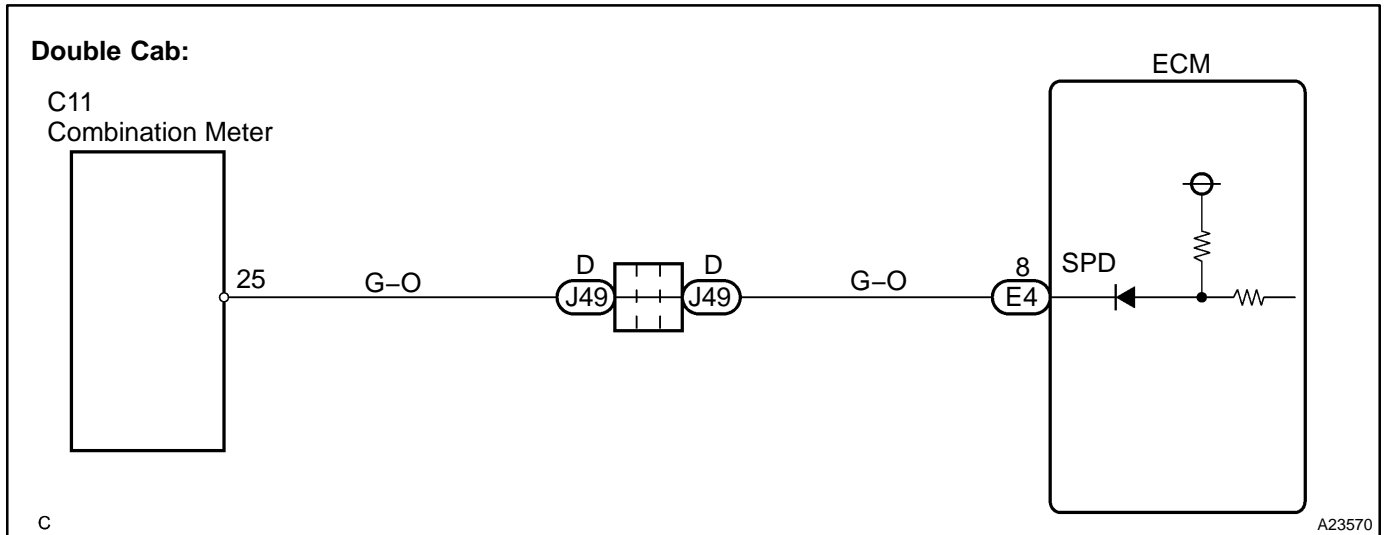 Double Cab:
ECM
C11
Combination Meter
25
G–O
D
J49
D
J49
G–O
8
E4
SPD
C
A23570